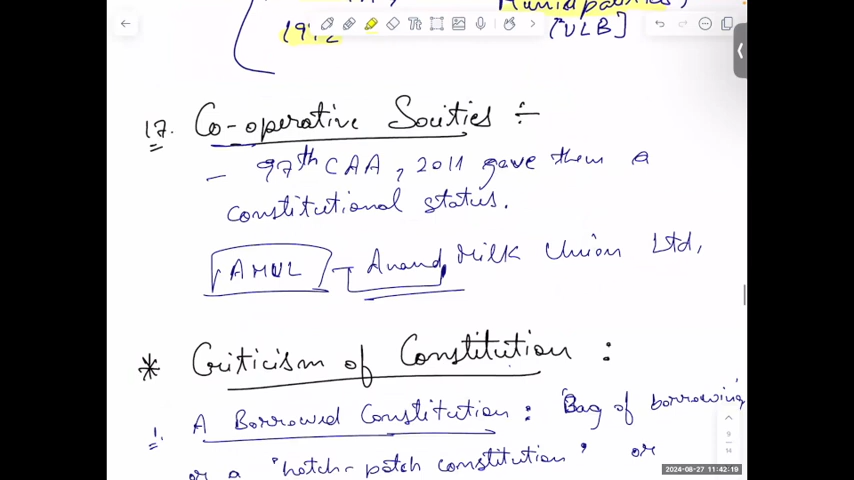 Municipalities,
[ULB]
17. Co-operative Socities ÷
– 97th CAA, 2011 gave them a
constitutional status.
AMUL Anand Milk Union Ltd,
* Criticism of Constitution :
1. A Borrowed Constitution : 'Bag of borrowing'
or a 'hotch-potch constitution' or
9
14
2024-08-27 11:42:19